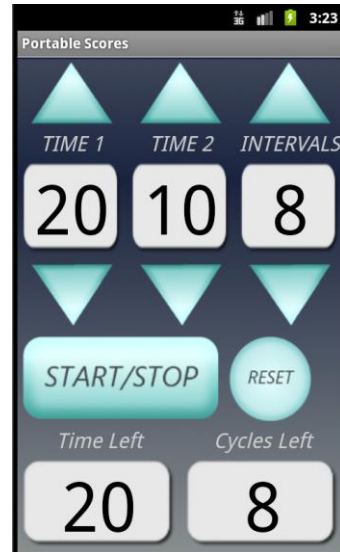 3G 3:23
Portable Scores
TIME 1 TIME 2 INTERVALS
20 10 8
START/STOP RESET
Time Left Cycles Left
20 8